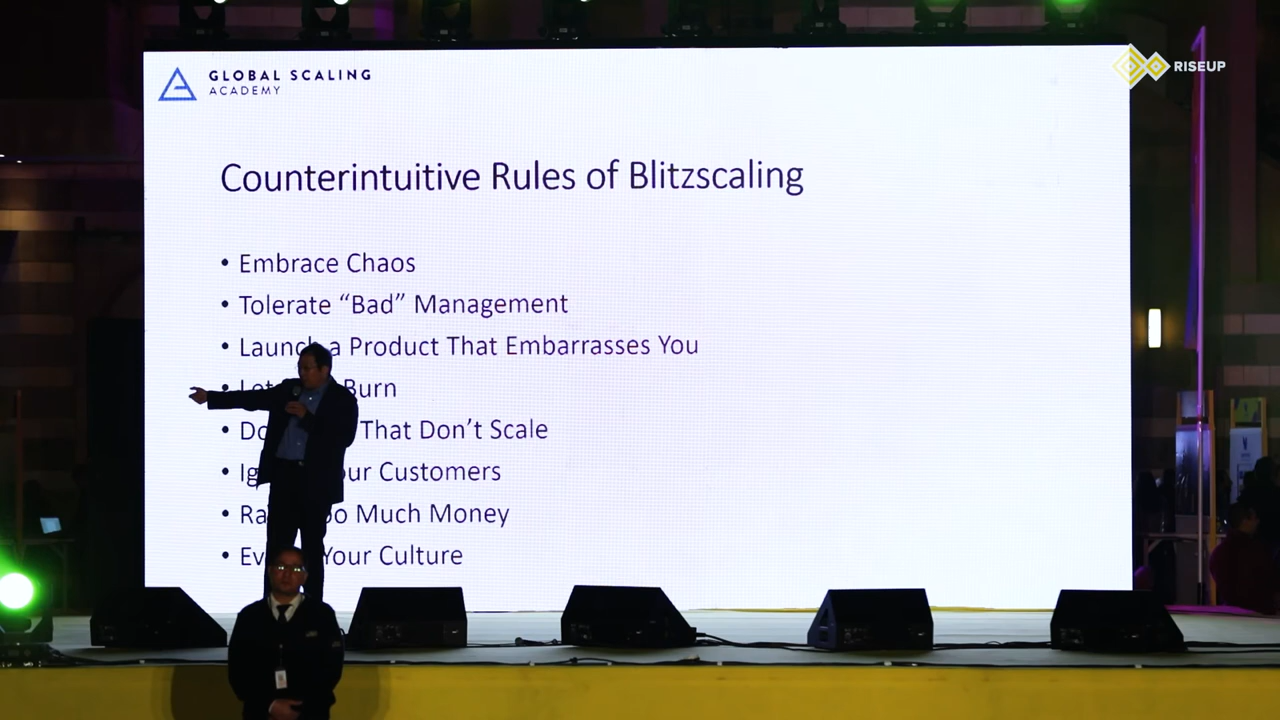 GLOBAL SCALING
ACADEMY
RISEUP
Counterintuitive Rules of Blitzscaling
• Embrace Chaos
• Tolerate “Bad” Management
• Launch a Product That Embarrasses You
• Burn
• That Don’t Scale
• Customers
• Much Money
• Your Culture